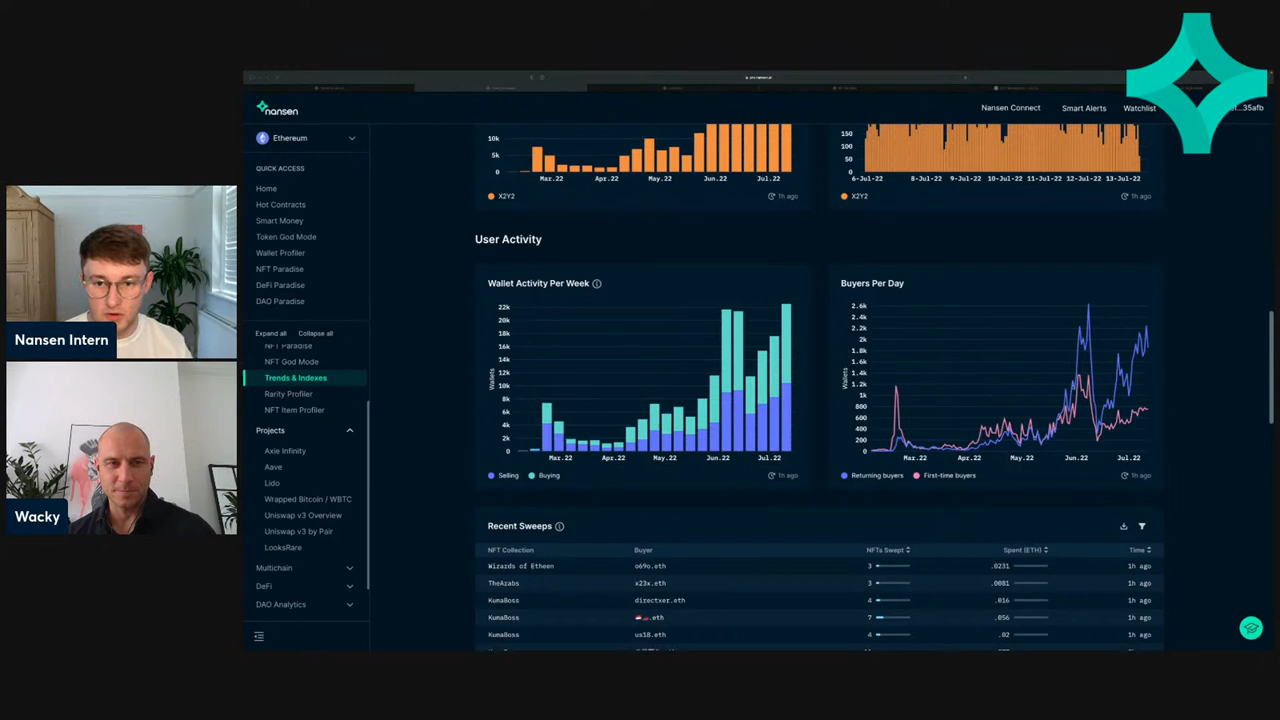 nansen
Nansen Connect
Smart Alerts
Watchlist
35afb
Ethereum
QUICK ACCESS
Home
Hot Contracts
Smart Money
Token God Mode
Wallet Profiler
NFT Paradise
DeFi Paradise
DAO Paradise
Expand all
Collapse all
NFT Paradise
NFT God Mode
Trends & Indexes
Rarity Profiler
NFT Item Profiler
Projects
Axie Infinity
Aave
Lido
Wrapped Bitcoin / WBTC
Uniswap v3 Overview
Uniswap v3 by Pair
LooksRare
Multichain
DeFi
DAO Analytics
Nansen Intern
Wacky
10k
5k
0
Mar.22 Apr.22 May.22 Jun.22 Jul.22
X2Y2
1h ago
150
100
50
0
6-Jul-22 8-Jul-22 9-Jul-22 10-Jul-22 11-Jul-22 12-Jul-22 13-Jul-22
X2Y2
1h ago
User Activity
Wallet Activity Per Week
Wallets
22k
20k
18k
16k
14k
12k
10k
8k
6k
4k
2k
0
Mar.22 Apr.22 May.22 Jun.22 Jul.22
Selling Buying
1h ago
Buyers Per Day
Wallets
2.6k
2.4k
2.2k
2k
1.8k
1.6k
1.4k
1.2k
1k
800
600
400
200
0
Mar.22 Apr.22 May.22 Jun.22 Jul.22
Returning buyers First-time buyers
1h ago
Recent Sweeps
NFT Collection Buyer NFTs Swept Spent (ETH) Time
Wizards of Etheen o69o.eth 3 .0231 1h ago
TheArabs x23x.eth 3 .0081 1h ago
KumaBoss directxer.eth 4 .016 1h ago
KumaBoss .eth 7 .056 1h ago
KumaBoss us18.eth 4 .02 1h ago